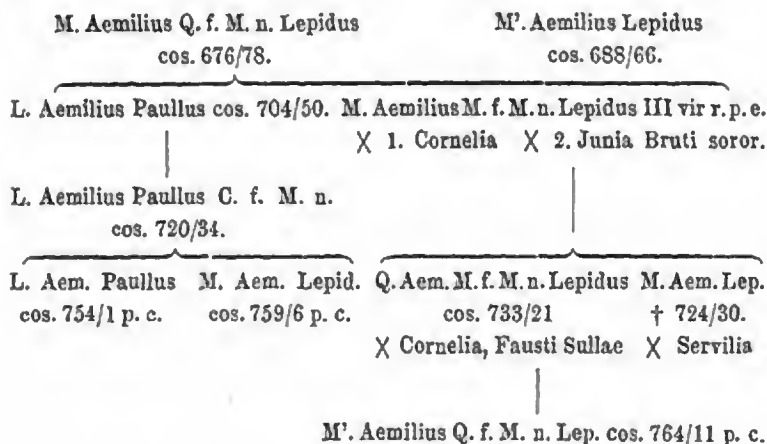 M. Aemilius Q. f. M. n. Lepidus M'. Aemilius Lepidus
cos. 676/78. cos. 688/66.
L. Aemilius Paullus cos. 704/50. M. Aemilius M. f. M. n. Lepidus III vir r. p. e.
X 1. Cornelia X 2. Junia Bruti soror.
L. Aemilius Paullus C. f. M. n.
cos. 720/34.
L. Aem. Paullus M. Aem. Lepid. Q. Aem. M. f. M. n. Lepidus M. Aem. Lep.
cos. 754/1 p. c. cos. 759/6 p. c. cos. 733/21 † 724/30.
X Cornelia, Fausti Sullae X Servilia
M'. Aemilius Q. f. M. n. Lep. cos. 764/11 p. c.